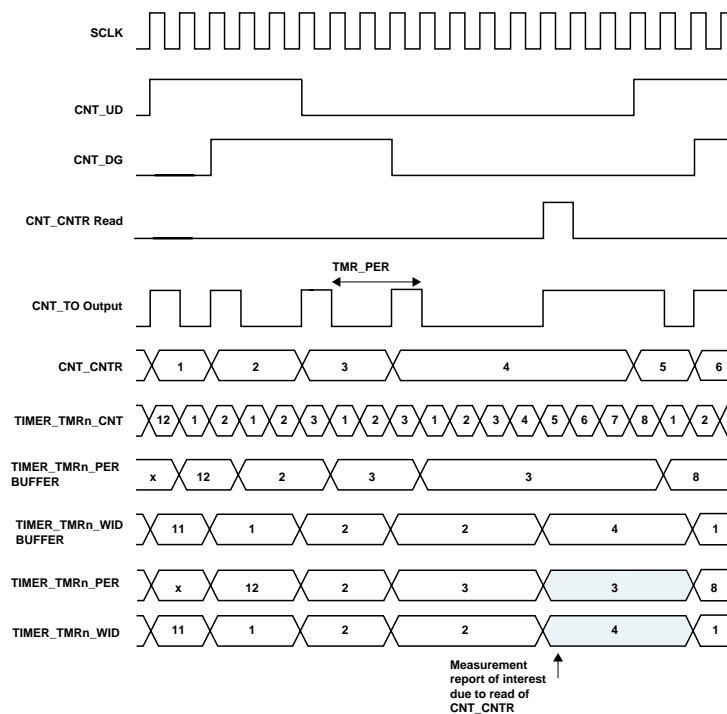 SCLK
CNT_UD
CNT_DG
CNT_CNTR Read
TMR_PER
CNT_TO Output
CNT_CNTR 1 2 3 4 5 6
TIMER_TMRn_CNT 12 1 2 1 2 3 1 2 3 1 2 3 4 5 6 7 8 1 2
TIMER_TMRn_PER
BUFFER x 12 2 3 3 8
TIMER_TMRn_WID
BUFFER 11 1 2 2 4 1
TIMER_TMRn_PER x 12 2 3 3 8
TIMER_TMRn_WID 11 1 2 2 4 1
Measurement
report of interest
due to read of
CNT_CNTR